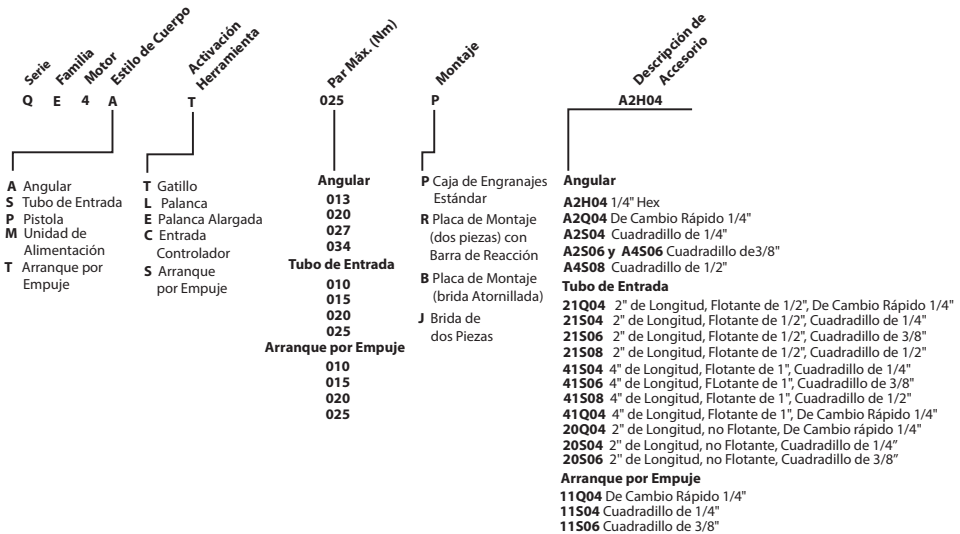 Serie
Familia
Motor
Estilo de Cuerpo
Activación
Herramienta
Par Máx. (Nm)
Montaje
Descripción de
Accesorio
Q E 4 A T 025 P A2H04
A Angular
S Tubo de Entrada
P Pistola
M Unidad de
Alimentación
T Arranque por
Empuje
T Gatillo
L Palanca
E Palanca Alargada
C Entrada
Controlador
S Arranque
por Empuje
Angular
013
020
027
034
Tubo de Entrada
010
015
020
025
Arranque por Empuje
010
015
020
025
P Caja de Engranajes
Estándar
R Placa de Montaje
(dos piezas) con
Barra de Reacción
B Placa de Montaje
(brida Atornillada)
J Brida de
dos Piezas
Angular
A2H04 1/4" Hex
A2Q04 De Cambio Rápido 1/4"
A2S04 Cuadradillo de 1/4"
A2S06 y A4S06 Cuadradillo de3/8"
A4S08 Cuadradillo de 1/2"
Tubo de Entrada
21Q04 2" de Longitud, Flotante de 1/2", De Cambio Rápido 1/4"
21S04 2" de Longitud, Flotante de 1/2", Cuadradillo de 1/4"
21S06 2" de Longitud, Flotante de 1/2", Cuadradillo de 3/8"
21S08 2" de Longitud, Flotante de 1/2", Cuadradillo de 1/2"
41S04 4" de Longitud, Flotante de 1", Cuadradillo de 1/4"
41S06 4" de Longitud, FLotante de 1", Cuadradillo de 3/8"
41S08 4" de Longitud, Flotante de 1", Cuadradillo de 1/2"
41Q04 4" de Longitud, Flotante de 1", De Cambio Rápido 1/4"
20Q04 2" de Longitud, no Flotante, De Cambio rápido 1/4"
20S04 2" de Longitud, no Flotante, Cuadradillo de 1/4"
20S06 2" de Longitud, no Flotante, Cuadradillo de 3/8"
Arranque por Empuje
11Q04 De Cambio Rápido 1/4"
11S04 Cuadradillo de 1/4"
11S06 Cuadradillo de 3/8"